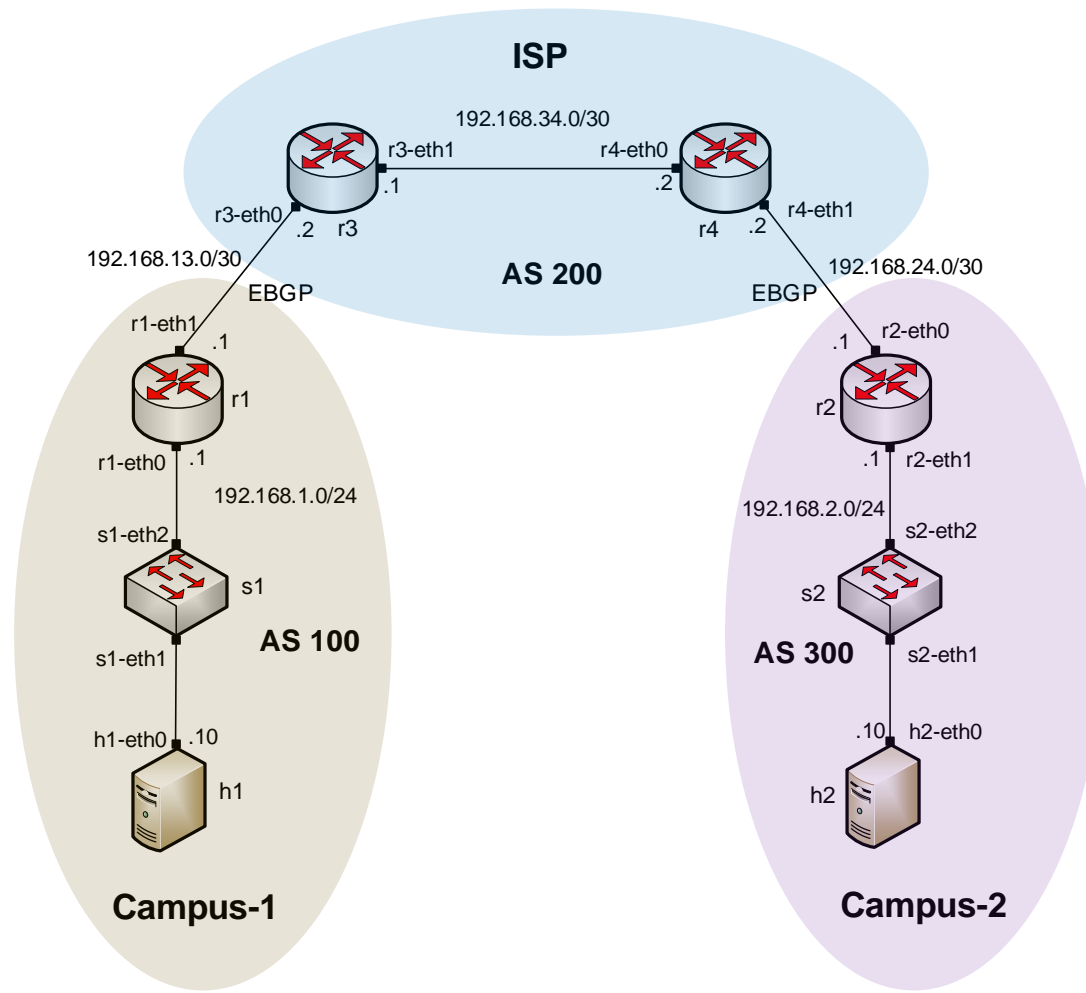 ISP
192.168.34.0/30
r3-eth1
r4-eth0
.1
.2
r3-eth0
.2
r3
r4
.2
r4-eth1
192.168.13.0/30
AS 200
192.168.24.0/30
EBGP
EBGP
r1-eth1
.1
.1
r2-eth0
r1
r2
r1-eth0
.1
.1
r2-eth1
192.168.1.0/24
192.168.2.0/24
s1-eth2
s2-eth2
s1
s2
AS 100
AS 300
s1-eth1
s2-eth1
h1-eth0
.10
.10
h2-eth0
h1
h2
Campus-1
Campus-2